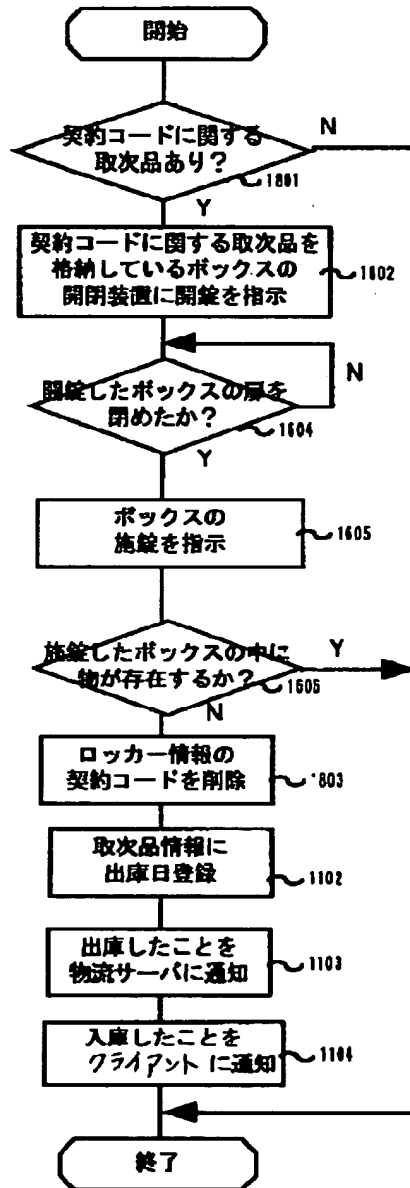 開始
契約コードに関する
取次品あり?
N
1801
Y
契約コードに関する取次品を
格納しているボックスの
開閉装置に開錠を指示
1602
N
開錠したボックスの扉を
閉めたか?
1604
Y
ボックスの
施錠を指示
1605
施錠したボックスの中に
物が存在するか?
Y
1606
N
ロッカー情報の
契約コードを削除
1803
取次品情報に
出庫日登録
1102
出庫したことを
物流サーバに通知
1103
入庫したことを
クライアントに通知
1104
終了